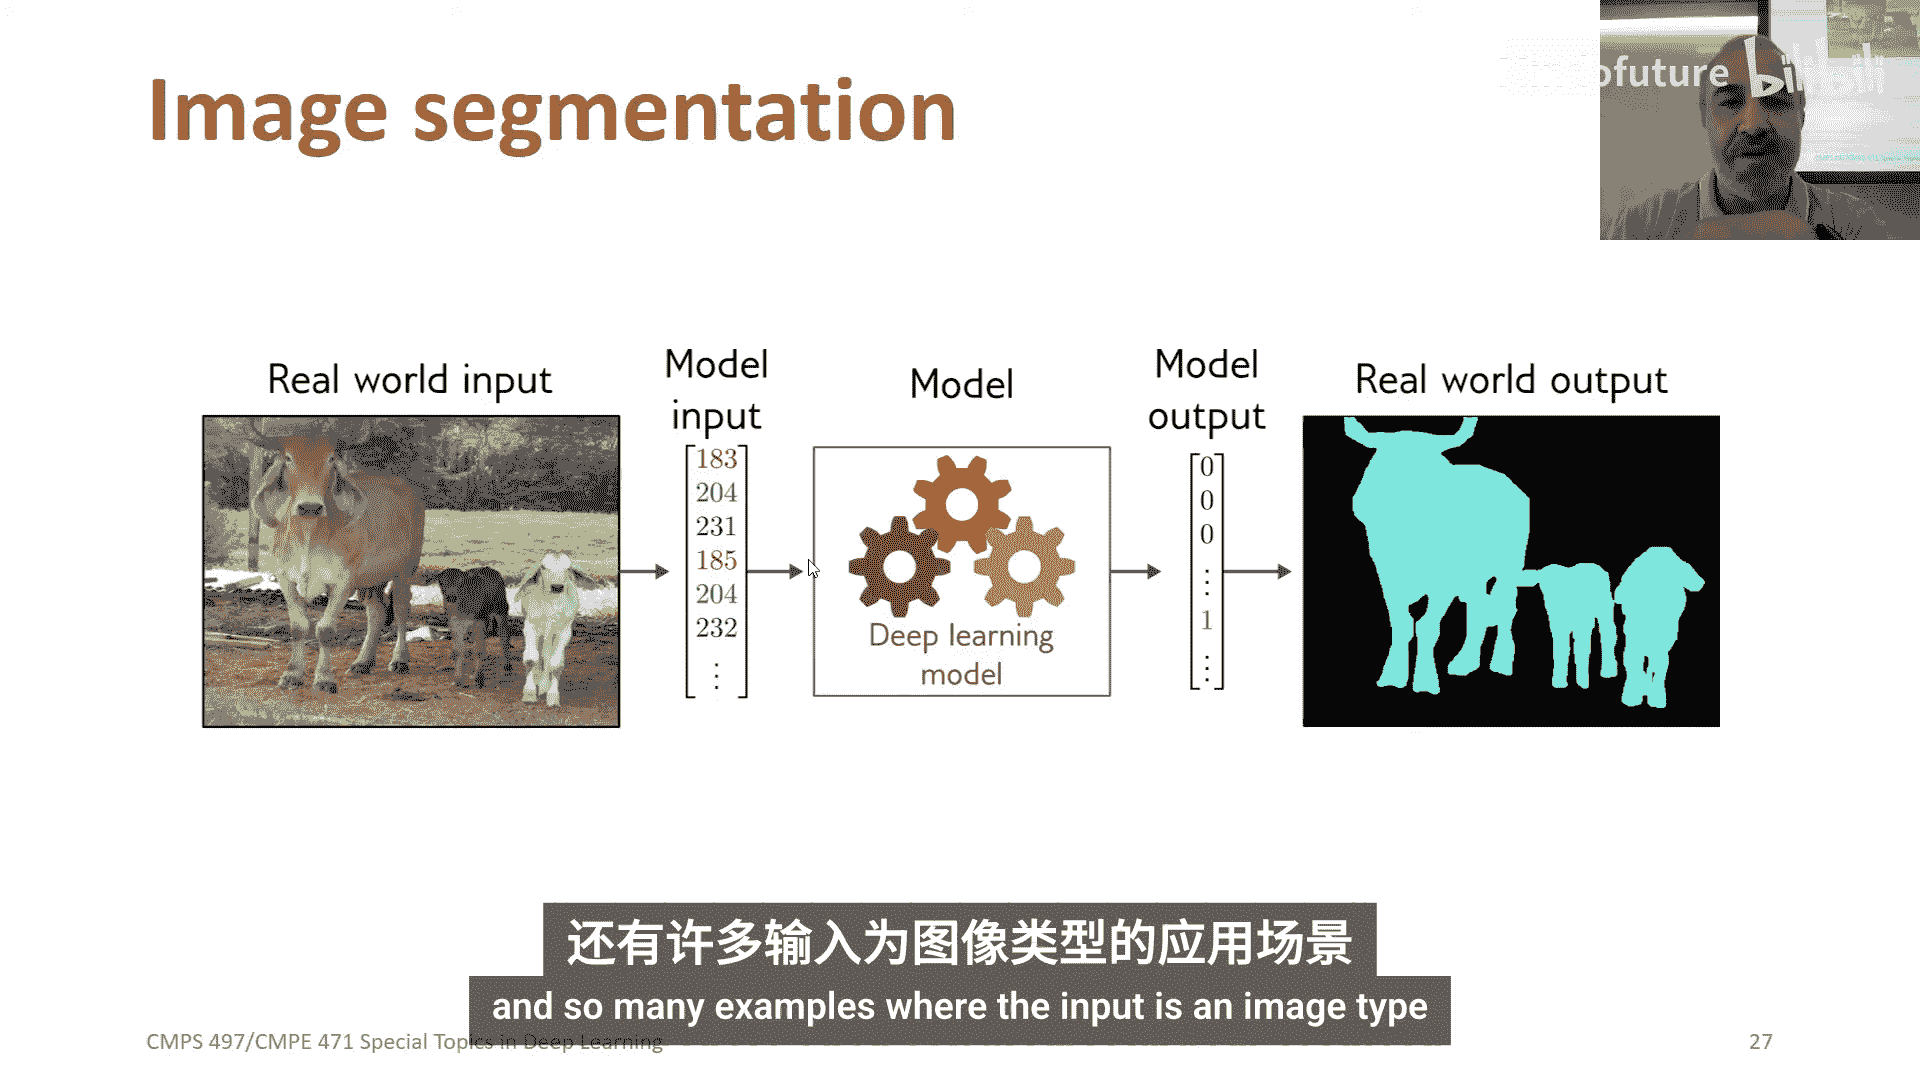 Image segmentation
ofuture bilibili
Real world input
Model
input
Model
Model
output
Real world output
183
204
231
185
204
232
⋮
Deep learning
model
0
0
0
⋮
1
⋮
还有许多输入为图像类型的应用场景
and so many examples where the input is an image type
CMPS 497/CMPE 471 Special Topics in Deep Learning
27